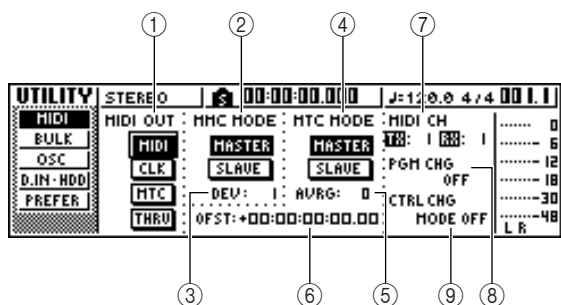 ① ② ④ ⑦
UTILITY STEREO 00:00:00.000 ♩=120.0 4/4 001.1
MIDI
BULK
OSC
D.IN·HDD
PREFER
MIDI OUT
MIDI
CLK
MTC
THRU
MMC MODE
MASTER
SLAVE
DEV: 1
MTC MODE
MASTER
SLAVE
AVRG: 0
OFST:+00:00:00:00.00
MIDI CH
TX: 1 RX: 1
PGM CHG
OFF
CTRL CHG
MODE OFF
0
6
12
18
30
48
L R
③ ⑥ ⑤ ⑨ ⑧